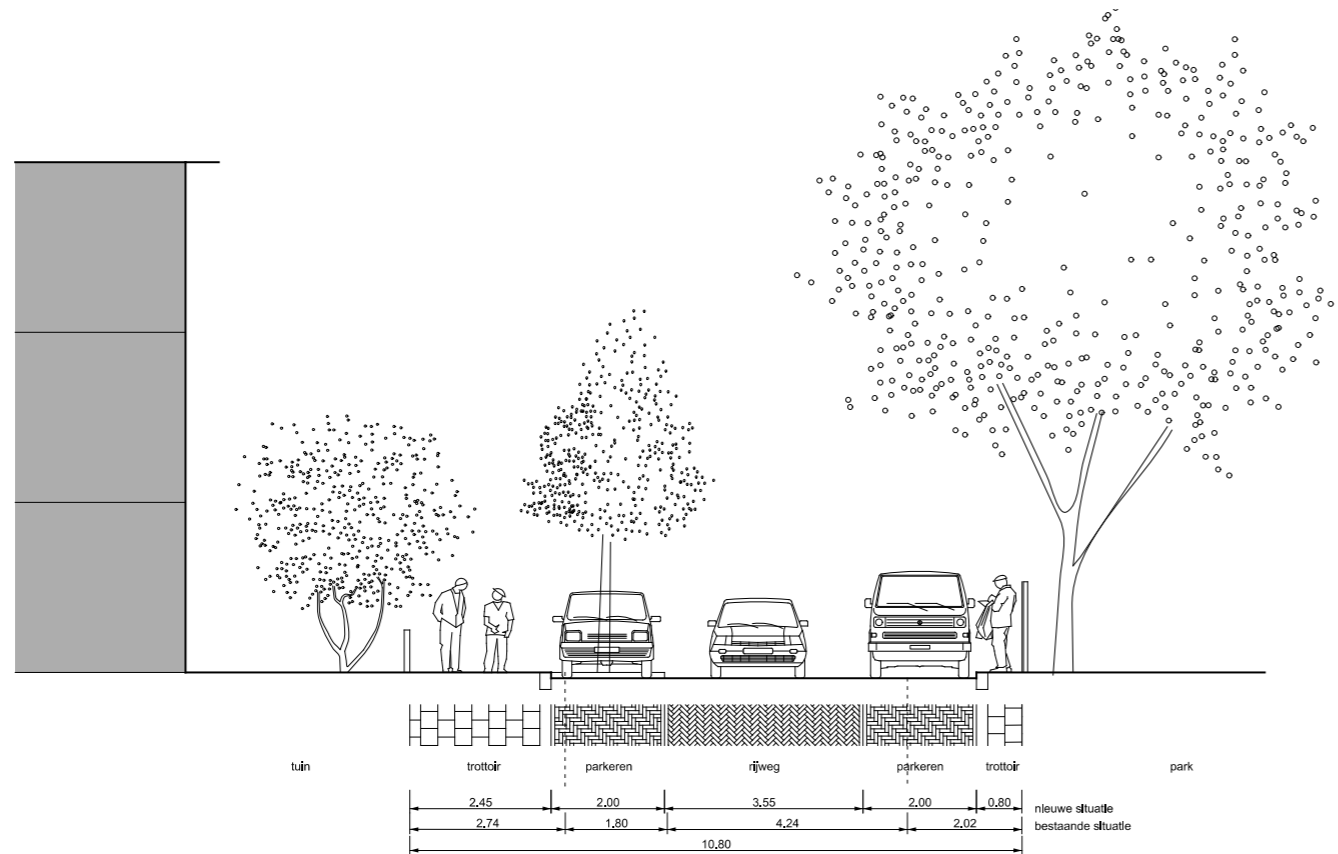 tuin trottoir parkeren rijweg parkeren trottoir park
2.45 2.00 3.55 2.00 0.80 nieuwe situatie
2.74 1.80 4.24 2.02 bestaande situatie
10.80